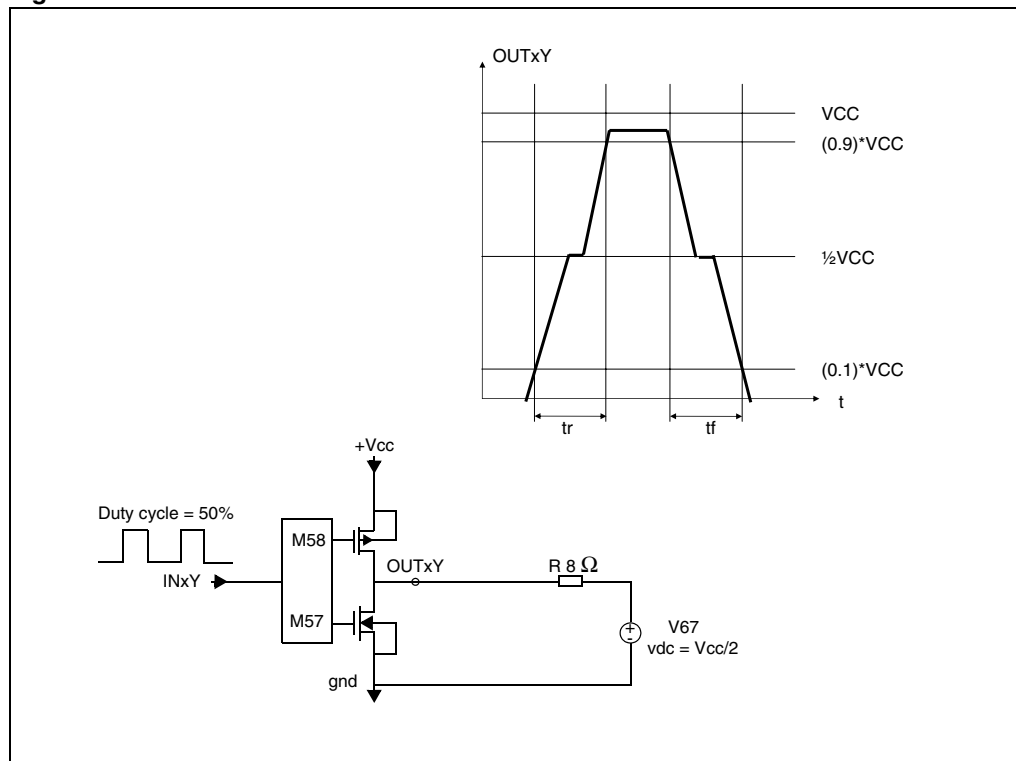 OUTxY
VCC
(0.9)*VCC
½VCC
(0.1)*VCC
t
tr
tf
+Vcc
Duty cycle = 50%
M58
OUTxY
R 8 Ω
INxY
M57
V67
vdc = Vcc/2
+
-
gnd